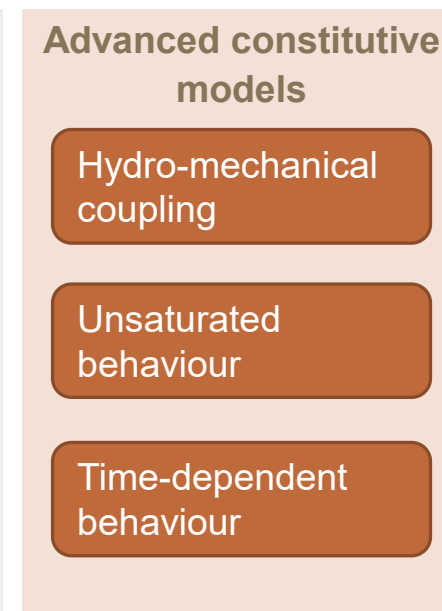 Advanced constitutive
models
Hydro-mechanical
coupling
Unsaturated
behaviour
Time-dependent
behaviour